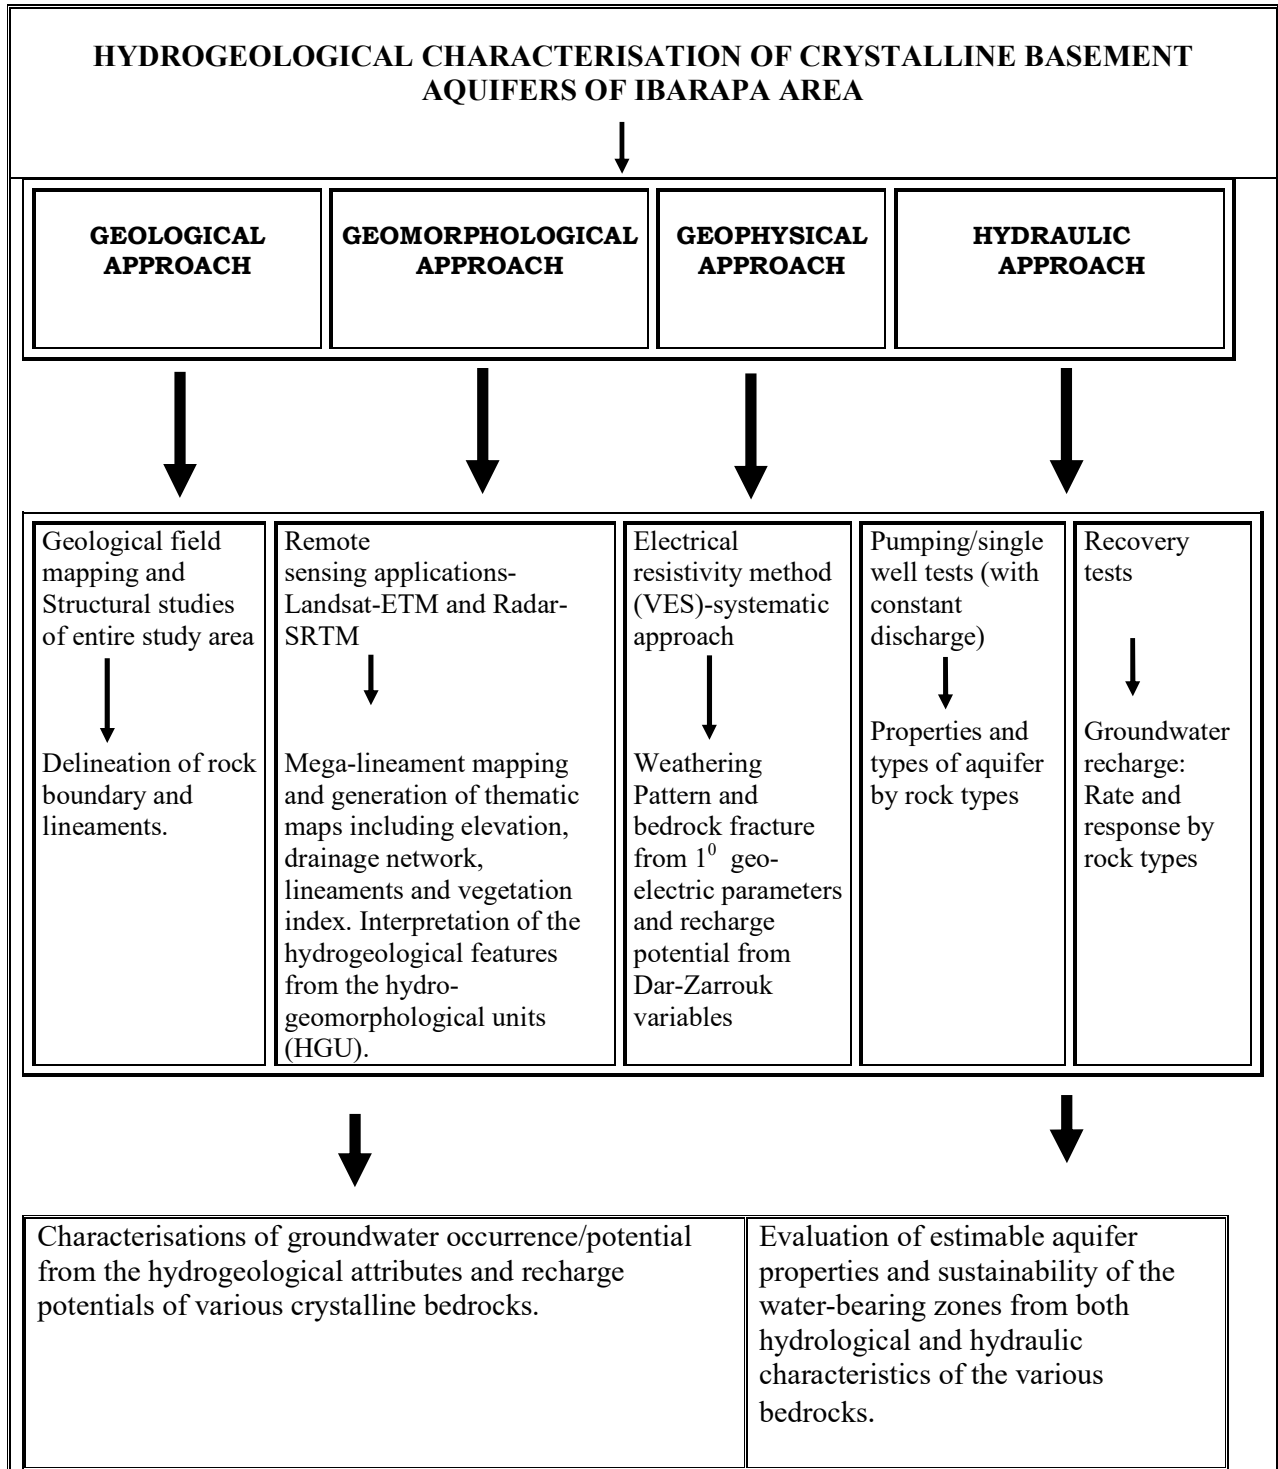 HYDROGEOLOGICAL CHARACTERISATION OF CRYSTALLINE BASEMENT
AQUIFERS OF IBARAPA AREA
GEOLOGICAL
APPROACH
GEOMORPHOLOGICAL
APPROACH
GEOPHYSICAL
APPROACH
HYDRAULIC
APPROACH
Geological field
mapping and
Structural studies
of entire study area
Delineation of rock
boundary and
lineaments.
Remote
sensing applications-
Landsat-ETM and Radar-
SRTM
Mega-lineament mapping
and generation of thematic
maps including elevation,
drainage network,
lineaments and vegetation
index. Interpretation of the
hydrogeological features
from the hydro-
geomorphological units
(HGU).
Electrical
resistivity method
(VES)-systematic
approach
Weathering
Pattern and
bedrock fracture
from 1⁰ geo-
electric parameters
and recharge
potential from
Dar-Zarrouk
variables
Pumping/single
well tests (with
constant
discharge)
Properties and
types of aquifer
by rock types
Recovery
tests
Groundwater
recharge:
Rate and
response by
rock types
Characterisations of groundwater occurrence/potential
from the hydrogeological attributes and recharge
potentials of various crystalline bedrocks.
Evaluation of estimable aquifer
properties and sustainability of the
water-bearing zones from both
hydrological and hydraulic
characteristics of the various
bedrocks.